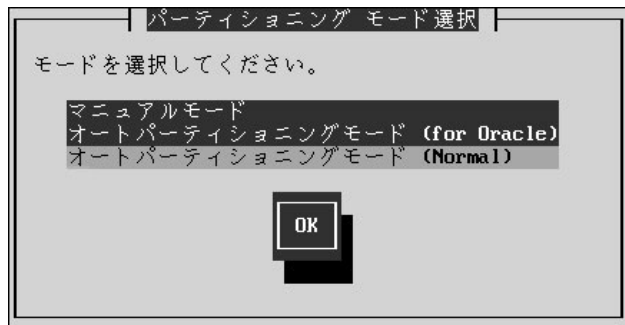 パーティショニング モード選択
モードを選択してください。
マニュアルモード
オートパーティショニングモード (for Oracle)
オートパーティショニングモード (Normal)
OK